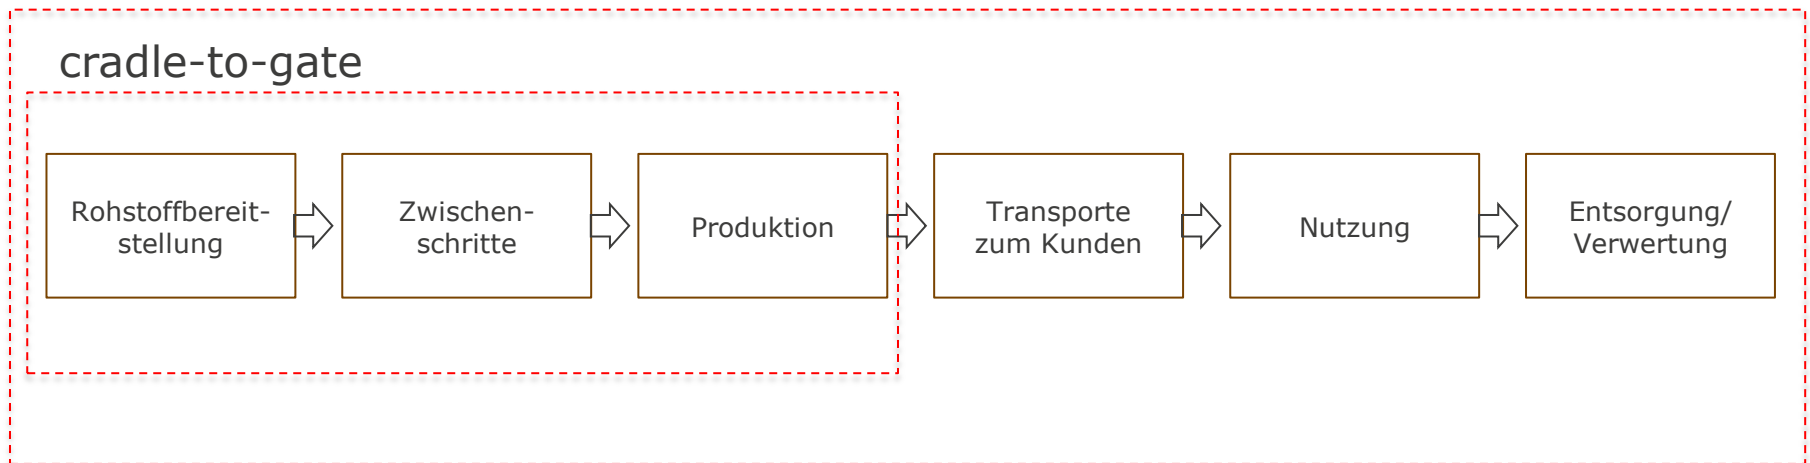 cradle-to-gate
Rohstoffbereit-
stellung
Zwischen-
schritte
Produktion
Transporte
zum Kunden
Nutzung
Entsorgung/
Verwertung